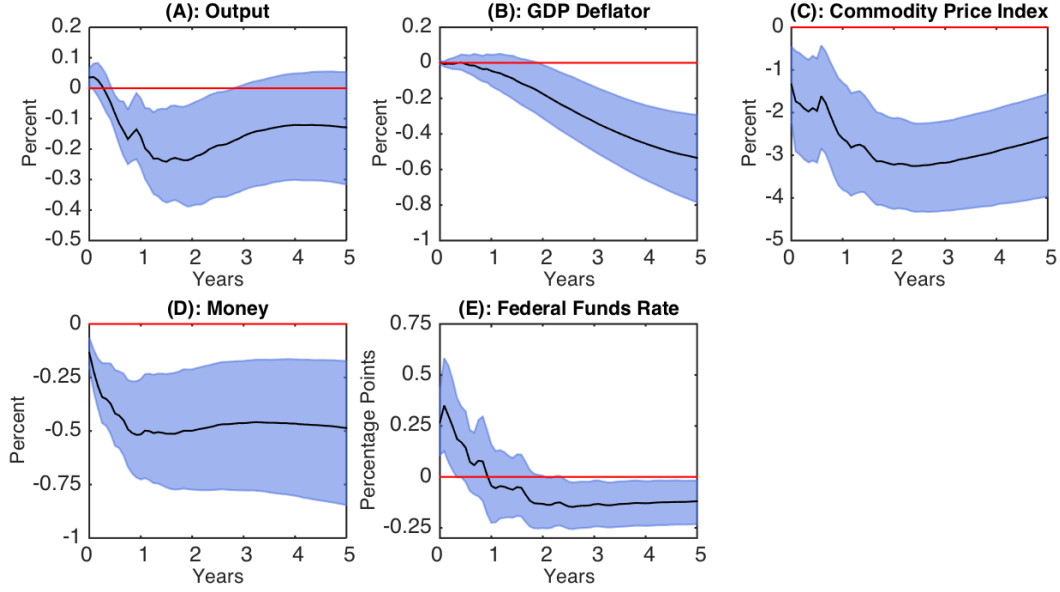 (A): Output
Percent
0.2
0.1
0
-0.1
-0.2
-0.3
-0.4
-0.5
0 1 2 3 4 5
Years
(B): GDP Deflator
Percent
0.2
0
-0.2
-0.4
-0.6
-0.8
-1
0 1 2 3 4 5
Years
(C): Commodity Price Index
Percent
0
-1
-2
-3
-4
-5
0 1 2 3 4 5
Years
(D): Money
Percent
0
-0.25
-0.5
-0.75
-1
0 1 2 3 4 5
Years
(E): Federal Funds Rate
Percentage Points
0.75
0.5
0.25
0
-0.25
0 1 2 3 4 5
Years